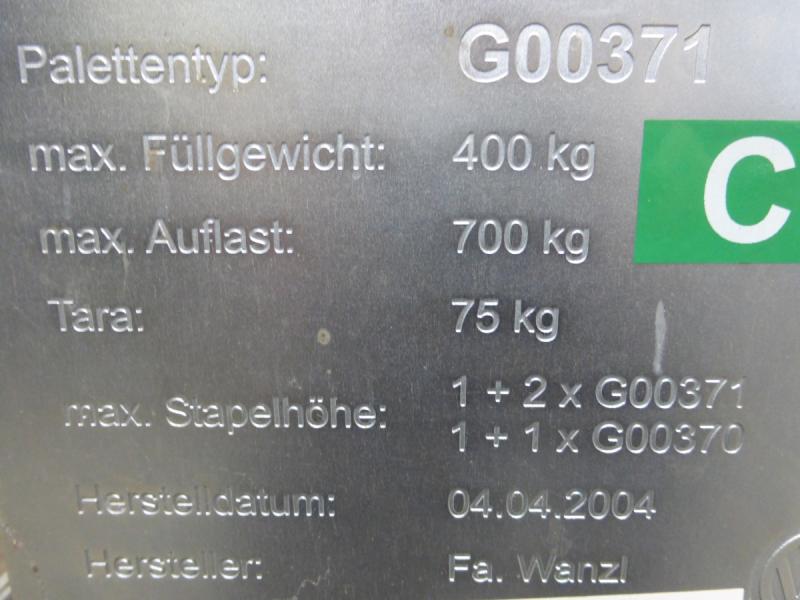 Palettentyp: G00371
max. Füllgewicht: 400 kg
C
max. Auflast: 700 kg
Tara: 75 kg
max. Stapelhöhe: 1 + 2 x G00371
1 + 1 x G00370
Herstelldatum: 04.04.2004
Hersteller: Fa. Wanzl